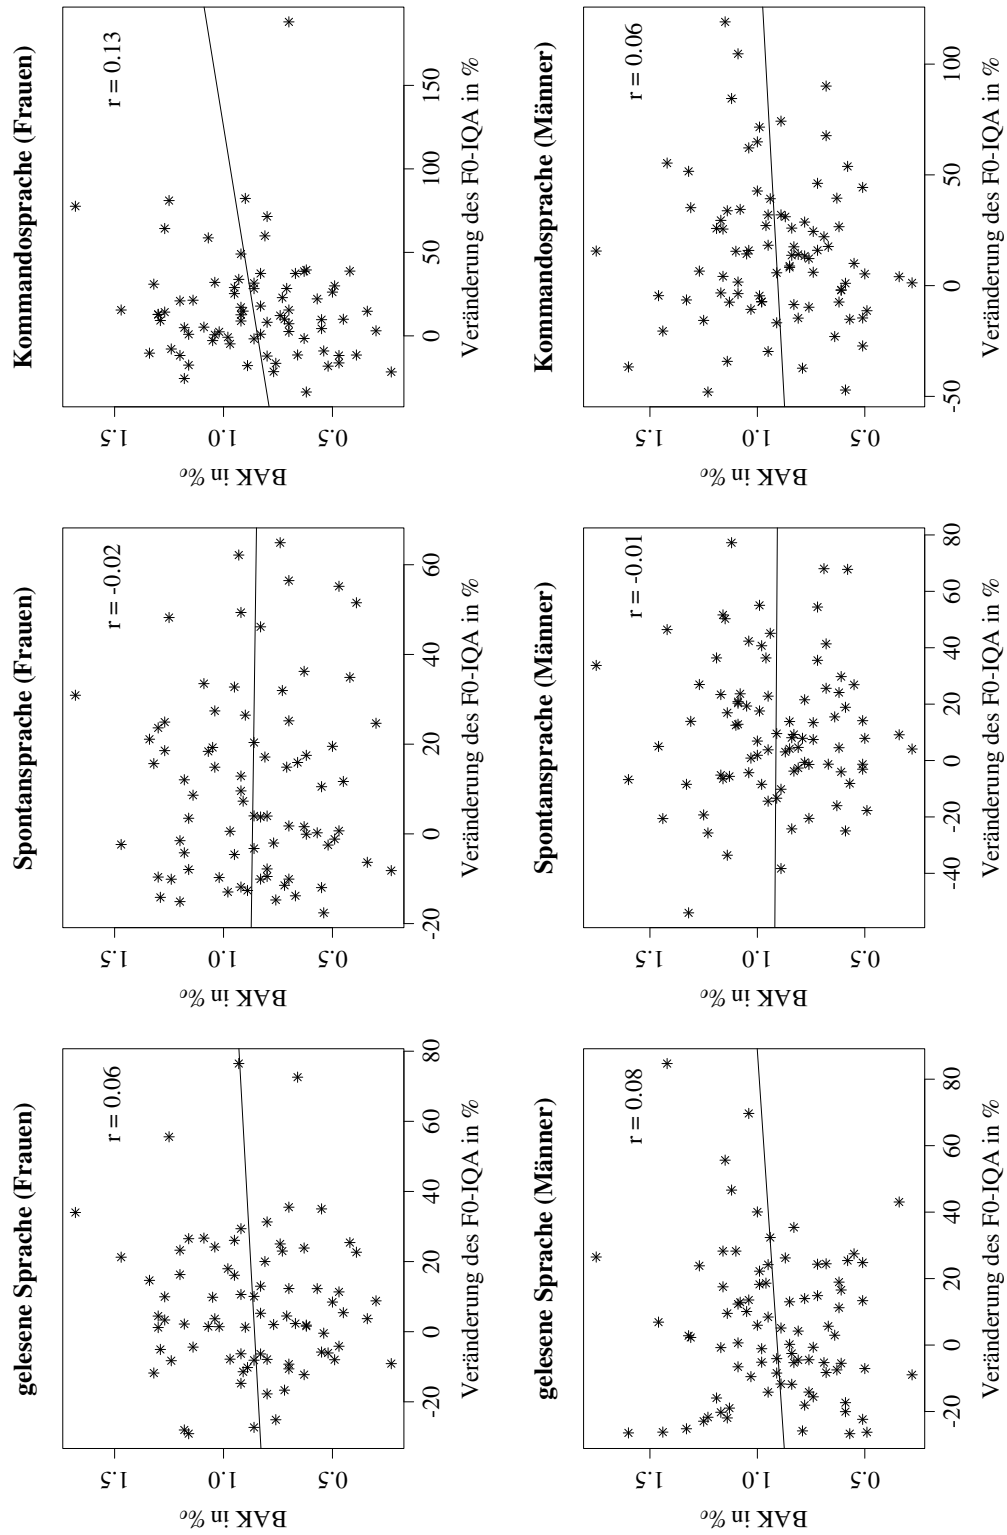 gelesene Sprache (Frauen)
r = 0.06
BAK in ‰
1.5
1.0
0.5
-20 0 20 40 60 80
Veränderung des F0-IQA in %
Spontansprache (Frauen)
r = -0.02
BAK in ‰
1.5
1.0
0.5
-20 0 20 40 60
Veränderung des F0-IQA in %
Kommandosprache (Frauen)
r = 0.13
BAK in ‰
1.5
1.0
0.5
0 50 100 150
Veränderung des F0-IQA in %
gelesene Sprache (Männer)
r = 0.08
BAK in ‰
1.5
1.0
0.5
-20 0 20 40 60 80
Veränderung des F0-IQA in %
Spontansprache (Männer)
r = -0.01
BAK in ‰
1.5
1.0
0.5
-40 -20 0 20 40 60 80
Veränderung des F0-IQA in %
Kommandosprache (Männer)
r = 0.06
BAK in ‰
1.5
1.0
0.5
-50 0 50 100
Veränderung des F0-IQA in %